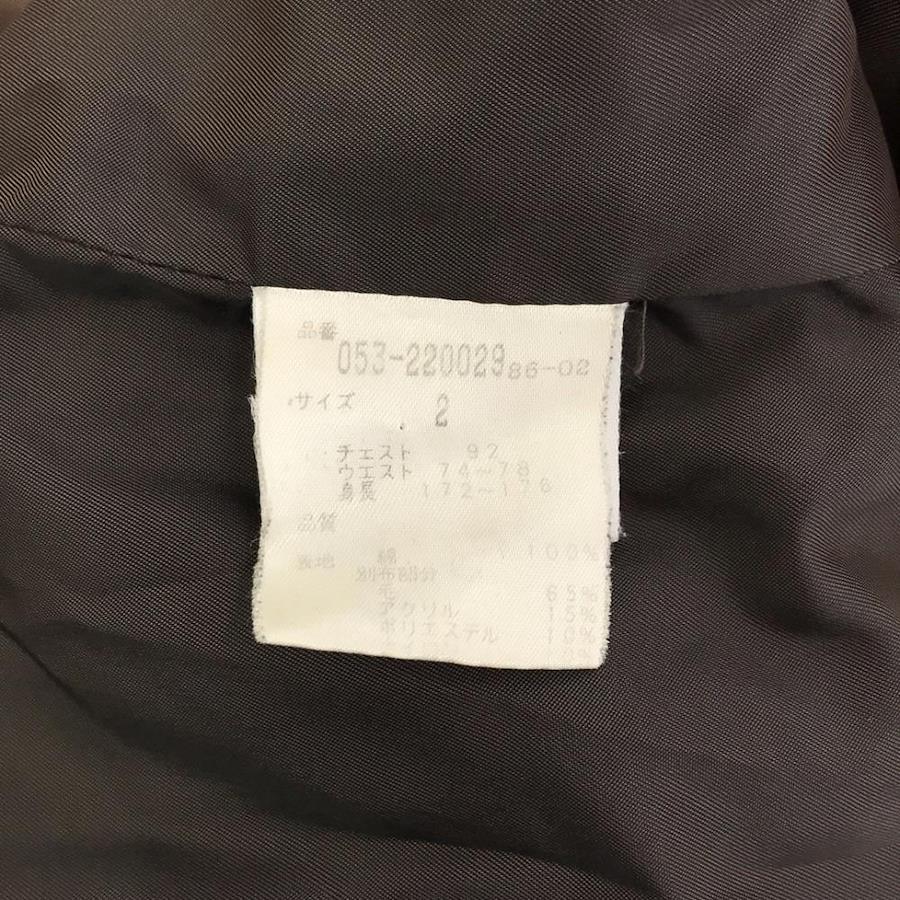 品番
053-220029 86-02
サイズ 2
チェスト 92
ウエスト 74~78
身長 172~176
品質
表地 綿 100%
別布部分
毛 65%
アクリル 15%
ポリエステル 10%